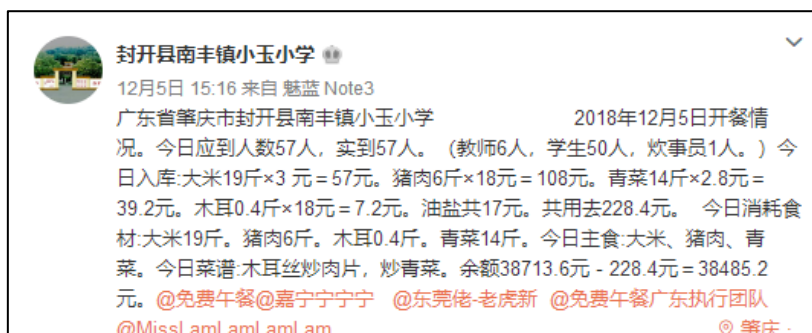 封开县南丰镇小玉小学
12月5日 15:16 来自 魅蓝 Note3
广东省肇庆市封开县南丰镇小玉小学 2018年12月5日开餐情
况。今日应到人数57人，实到57人。（教师6人，学生50人，炊事员1人。）今
日入库:大米19斤×3 元＝57元。猪肉6斤×18元＝108元。青菜14斤×2.8元＝
39.2元。木耳0.4斤×18元＝7.2元。油盐共17元。共用去228.4元。 今日消耗食
材:大米19斤。猪肉6斤。木耳0.4斤。青菜14斤。今日主食:大米、猪肉、青
菜。今日菜谱:木耳丝炒肉片，炒青菜。余额38713.6元－228.4元＝38485.2
元。@免费午餐@嘉宁宁宁宁 @东莞佬-老虎新 @免费午餐广东执行团队
@MissLamLamLamLam 肇庆